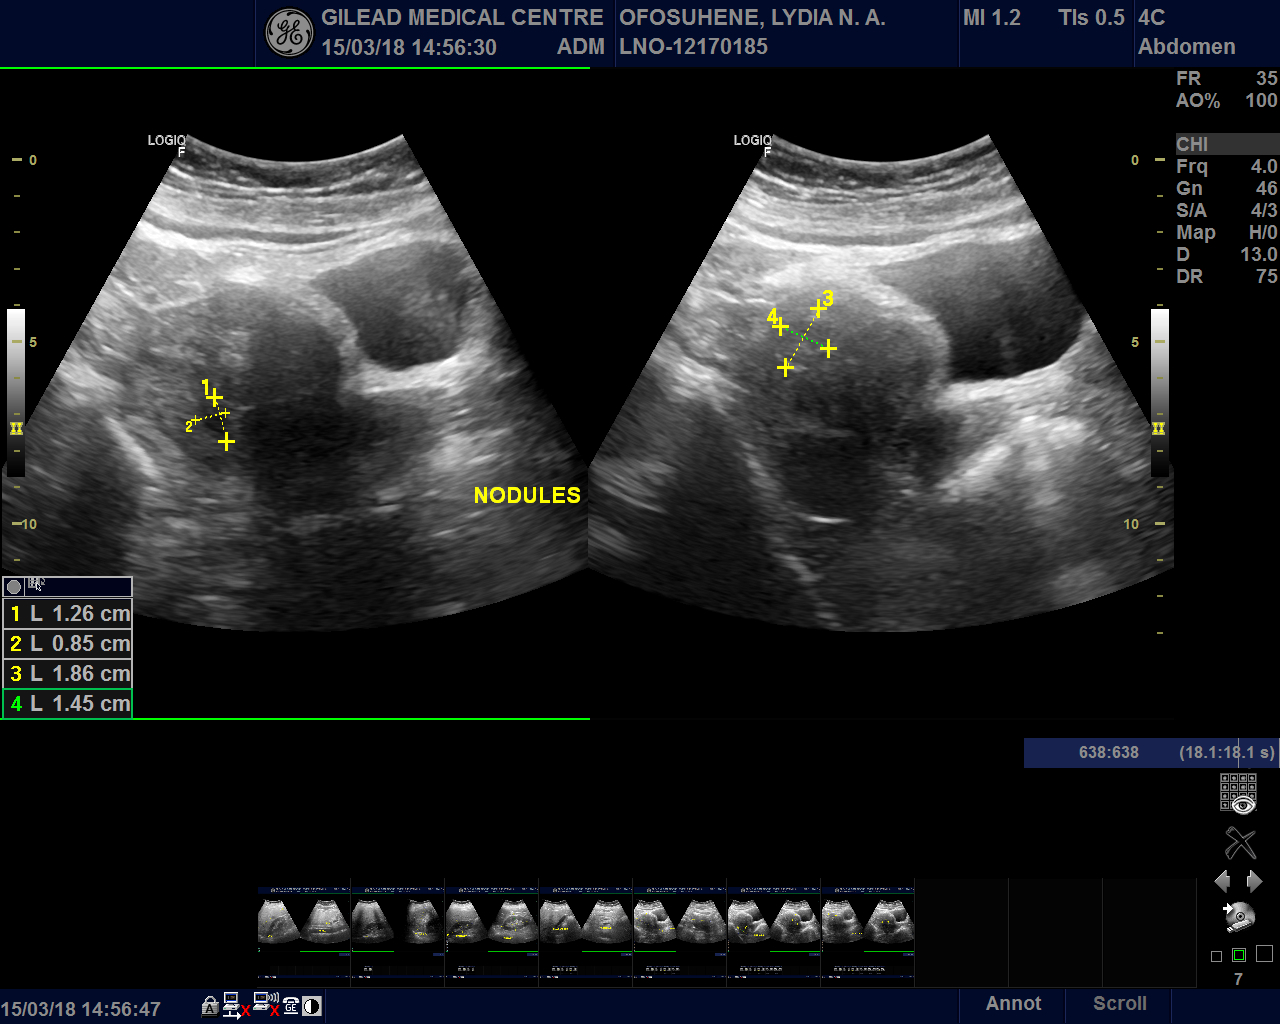 GILEAD MEDICAL CENTRE
15/03/18 14:56:30 ADM
OFOSUHENE, LYDIA N. A.
LNO-12170185
MI 1.2 TIs 0.5
4C
Abdomen
FR 35
AO% 100
CHI
Frq 4.0
Gn 46
S/A 4/3
Map H/0
D 13.0
DR 75
LOGIQ
F
LOGIQ
F
0
5
10
0
5
10
1
2
3
4
NODULES
1 L 1.26 cm
2 L 0.85 cm
3 L 1.86 cm
4 L 1.45 cm
638:638 (18.1:18.1 s)
7
15/03/18 14:56:47
A
GE
Annot
Scroll